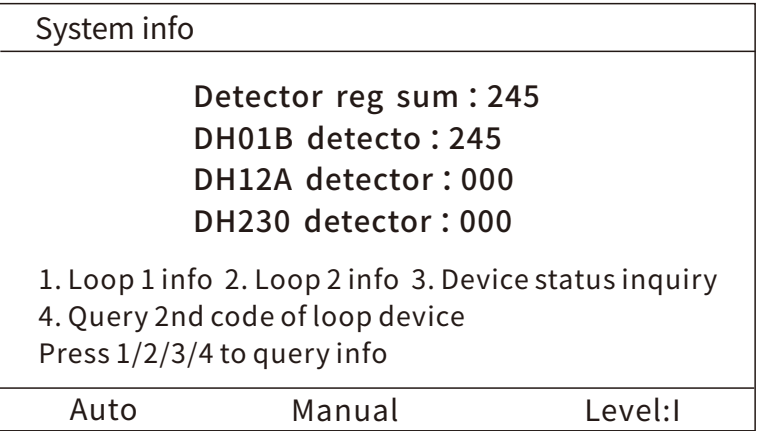 System info
Detector reg sum : 245
DH01B detecto : 245
DH12A detector : 000
DH230 detector : 000
1. Loop 1 info 2. Loop 2 info 3. Device status inquiry
4. Query 2nd code of loop device
Press 1/2/3/4 to query info
Auto Manual Level:I